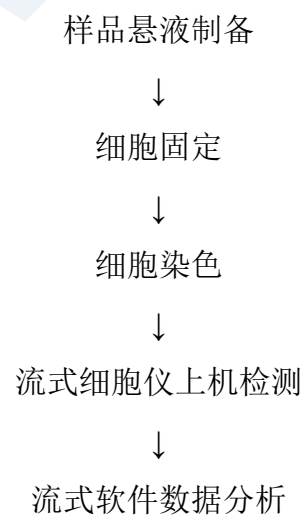 样品悬液制备
↓
细胞固定
↓
细胞染色
↓
流式细胞仪上机检测
↓
流式软件数据分析